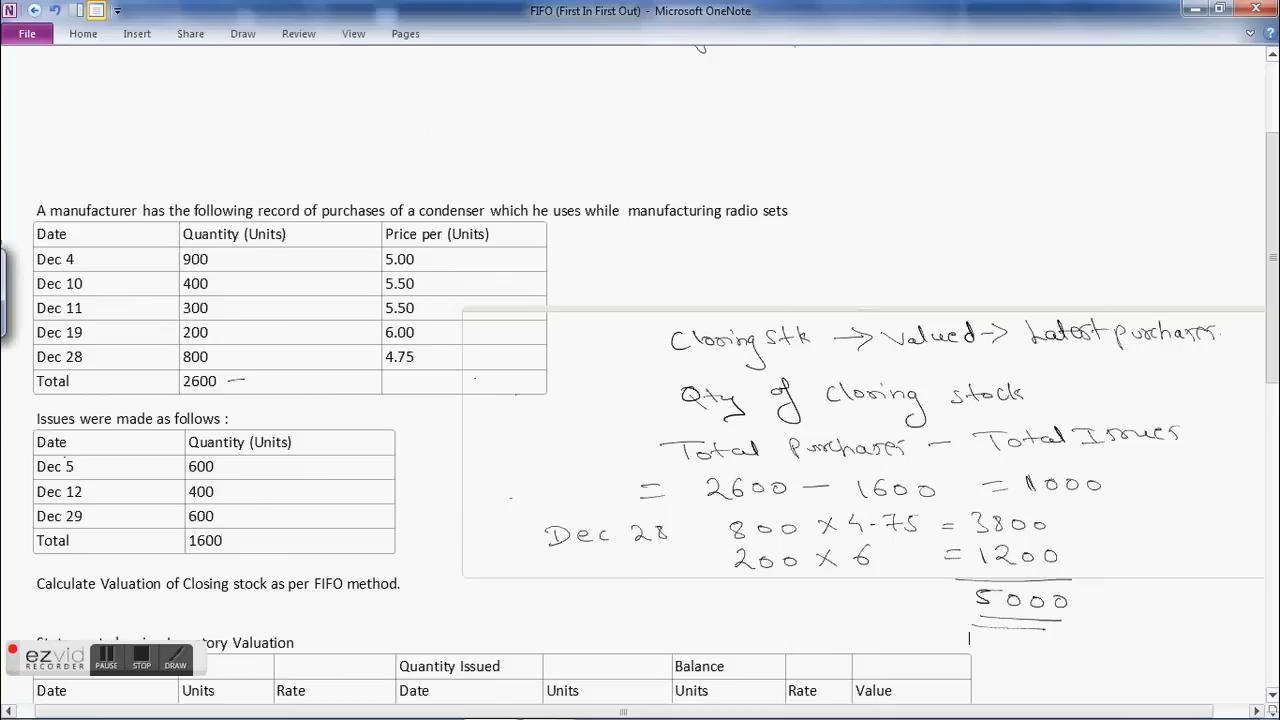 FIFO (First In First Out) - Microsoft OneNote
File Home Insert Share Draw Review View Pages
A manufacturer has the following record of purchases of a condenser which he uses while manufacturing radio sets
Date Quantity (Units) Price per (Units)
Dec 4 900 5.00
Dec 10 400 5.50
Dec 11 300 5.50
Dec 19 200 6.00
Dec 28 800 4.75
Total 2600
Issues were made as follows :
Date Quantity (Units)
Dec 5 600
Dec 12 400
Dec 29 600
Total 1600
Calculate Valuation of Closing stock as per FIFO method.
Closing Stk → Valued → Latest purchases
Qty of closing stock
Total purchases - Total Issues
= 2600 - 1600 = 1000
Dec 28 800 × 4.75 = 3800
200 × 6 = 1200
5000
Valuation
Quantity Issued Balance
Date Units Rate Date Units Units Rate Value
ezvid
RECORDER
PAUSE STOP DRAW